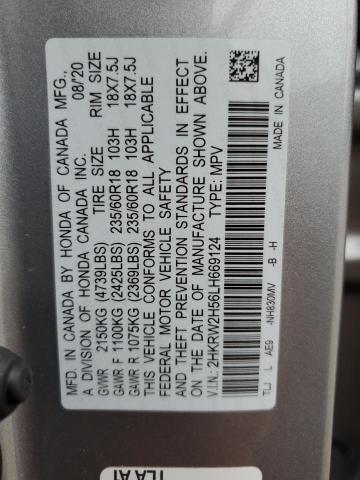 MFD. IN CANADA BY HONDA OF CANADA MFG.,
A DIVISION OF HONDA CANADA INC. 08/20
GVWR 2150KG (4739LBS) TIRE SIZE RIM SIZE
GAWR F 1100KG (2425LBS) 235/60R18 103H 18X7.5J
GAWR R 1075KG (2369LBS) 235/60R18 103H 18X7.5J
THIS VEHICLE CONFORMS TO ALL APPLICABLE
FEDERAL MOTOR VEHICLE SAFETY
AND THEFT PREVENTION STANDARDS IN EFFECT
ON THE DATE OF MANUFACTURE SHOWN ABOVE.
V.I.N.: 2HKRW2H56LH669124 TYPE: MPV
TLJ L AE9 -NH830MV -B -H
MADE IN CANADA
TLA A1